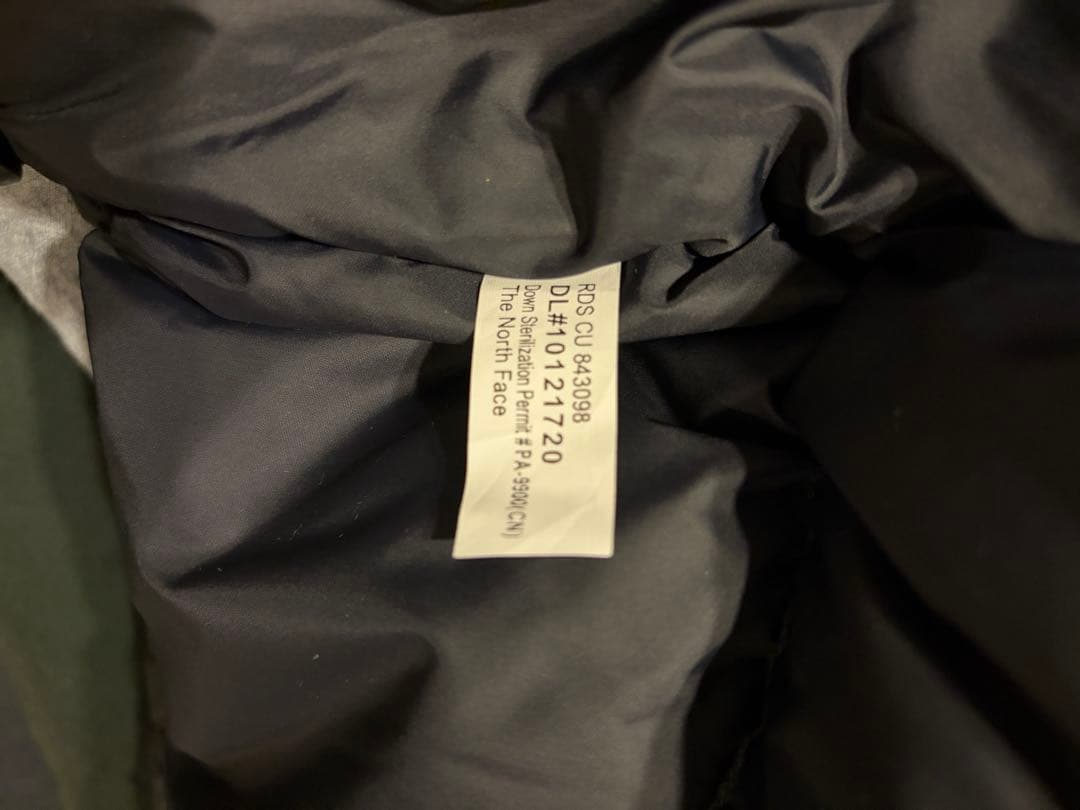 RDS CU 843098
DL#10121720
Down Sterilization Permit # PA-9900(CN)
The North Face